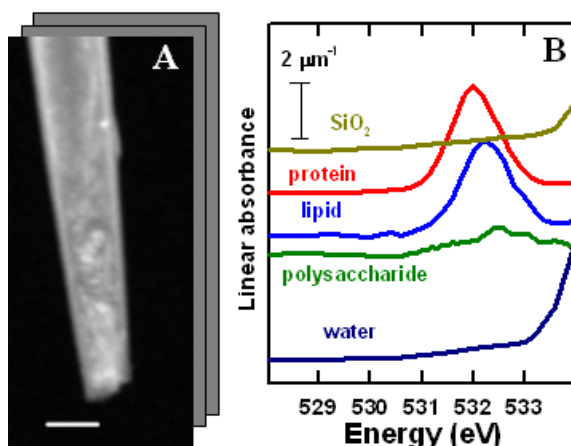 A
B
2 µm⁻¹
SiO₂
protein
lipid
polysaccharide
water
Linear absorbance
529 530 531 532 533
Energy (eV)